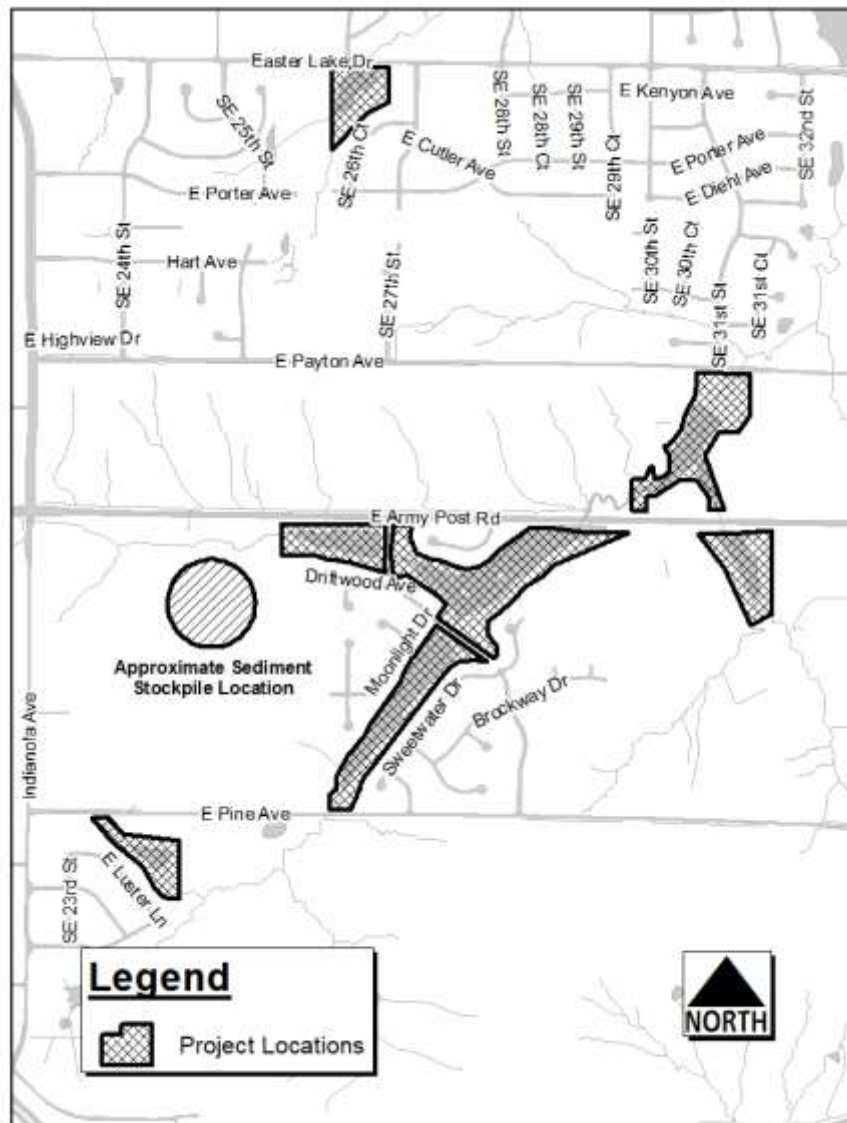 Easter Lake Dr
SE 25th St
SE 26th Ct
E Cutler Ave
SE 28th St
SE 28th Ct
SE 29th St
SE 29th Ct
E Kenyon Ave
E Porter Ave
E Diehl Ave
SE 32nd St
E Porter Ave
SE 24th St
Hart Ave
SE 27th St
SE 30th St
SE 30th Ct
SE 31st St
SE 31st Ct
E Highview Dr
E Payton Ave
E Army Post Rd
Driftwood Ave
Approximate Sediment
Stockpile Location
Moonlight Dr
Sweetwater Dr
Brockway Dr
Indianola Ave
E Pine Ave
SE 23rd St
E Luster Ln
Legend
Project Locations
NORTH